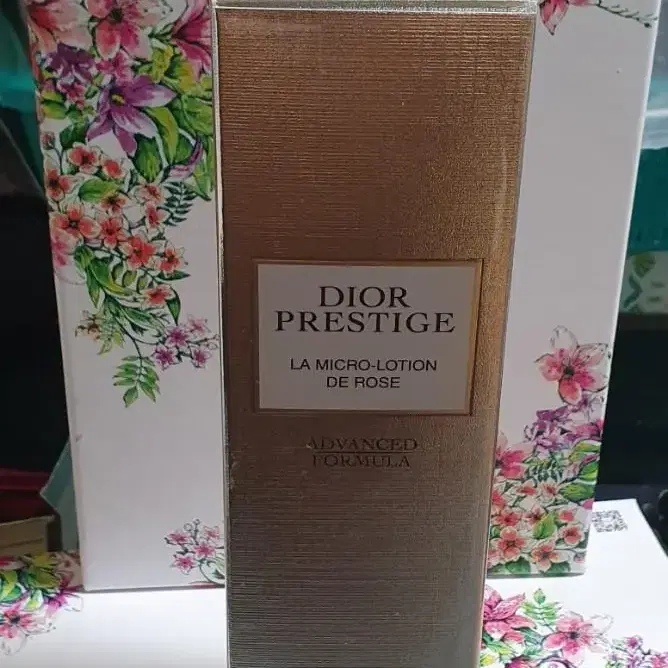 DIOR
PRESTIGE
LA MICRO-LOTION
DE ROSE
ADVANCED
FORMULA